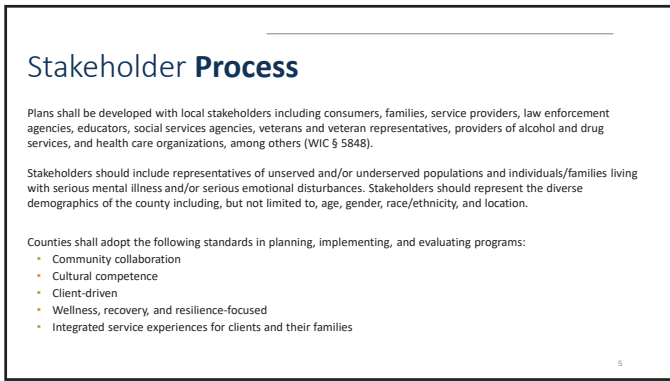 Stakeholder Process
Plans shall be developed with local stakeholders including consumers, families, service providers, law enforcement
agencies, educators, social services agencies, veterans and veteran representatives, providers of alcohol and drug
services, and health care organizations, among others (WIC § 5848).
Stakeholders should include representatives of unserved and/or underserved populations and individuals/families living
with serious mental illness and/or serious emotional disturbances. Stakeholders should represent the diverse
demographics of the county including, but not limited to, age, gender, race/ethnicity, and location.
Counties shall adopt the following standards in planning, implementing, and evaluating programs:
• Community collaboration
• Cultural competence
• Client-driven
• Wellness, recovery, and resilience-focused
• Integrated service experiences for clients and their families
5